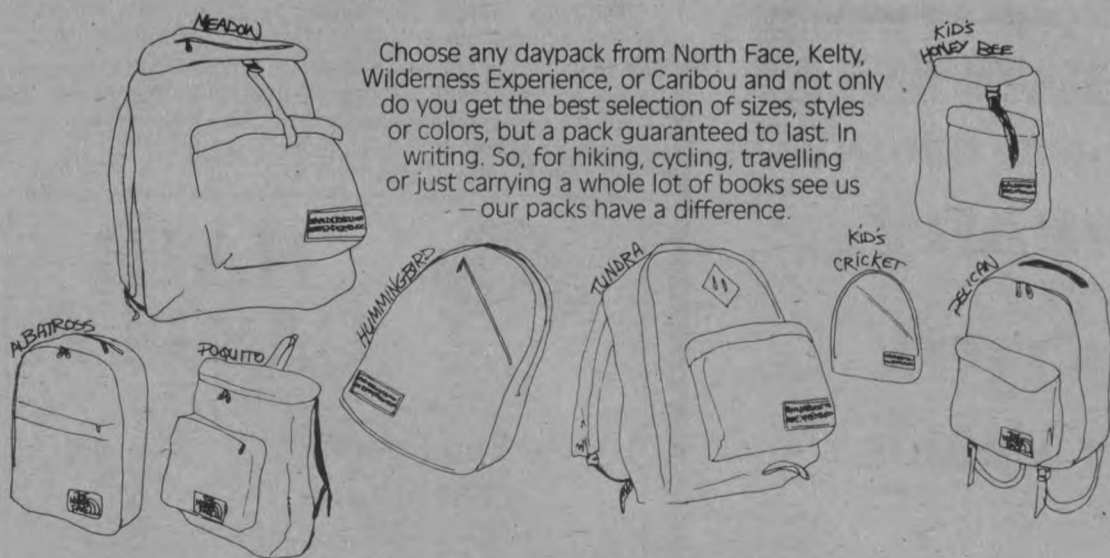 MEADOW
Choose any daypack from North Face, Kelty,
Wilderness Experience, or Caribou and not only
do you get the best selection of sizes, styles
or colors, but a pack guaranteed to last. In
writing. So, for hiking, cycling, travelling
or just carrying a whole lot of books see us
— our packs have a difference.
KID'S
HONEY BEE
ALBATROSS
POQUITO
HUMMINGBIRD
TUNDRA
KID'S
CRICKET
PELICAN